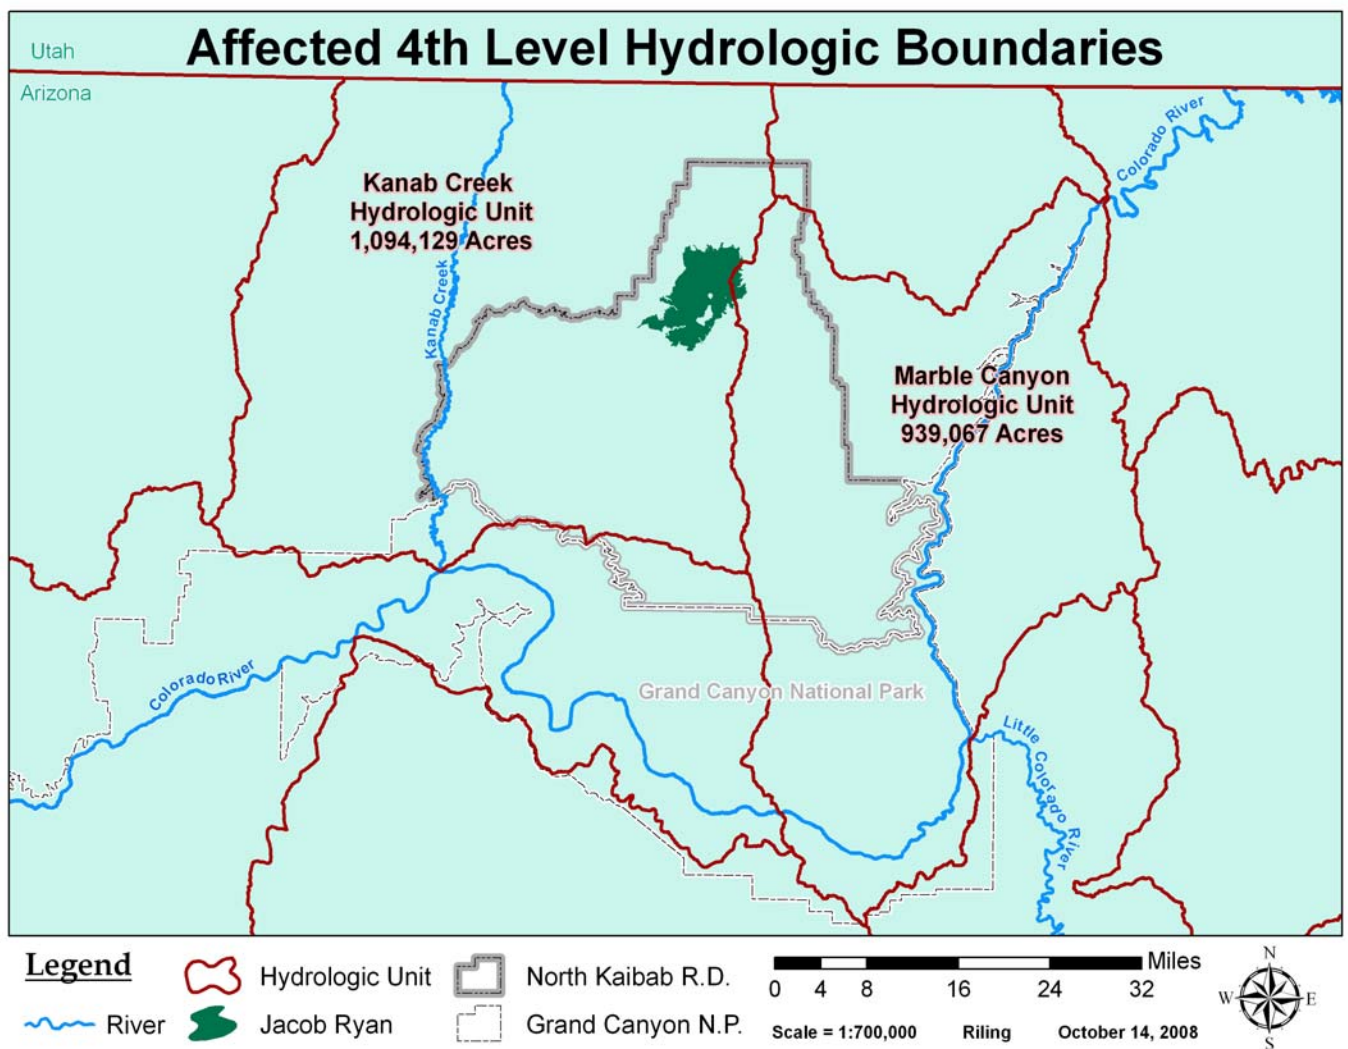 Affected 4th Level Hydrologic Boundaries
Utah
Arizona
Colorado River
Kanab Creek
Hydrologic Unit
1,094,129 Acres
Kanab Creek
Marble Canyon
Hydrologic Unit
939,067 Acres
Colorado River
Grand Canyon National Park
Little Colorado River
Legend
Hydrologic Unit
North Kaibab R.D.
Miles
0 4 8 16 24 32
River
Jacob Ryan
Grand Canyon N.P.
Scale = 1:700,000 Riling October 14, 2008
N
W E
S